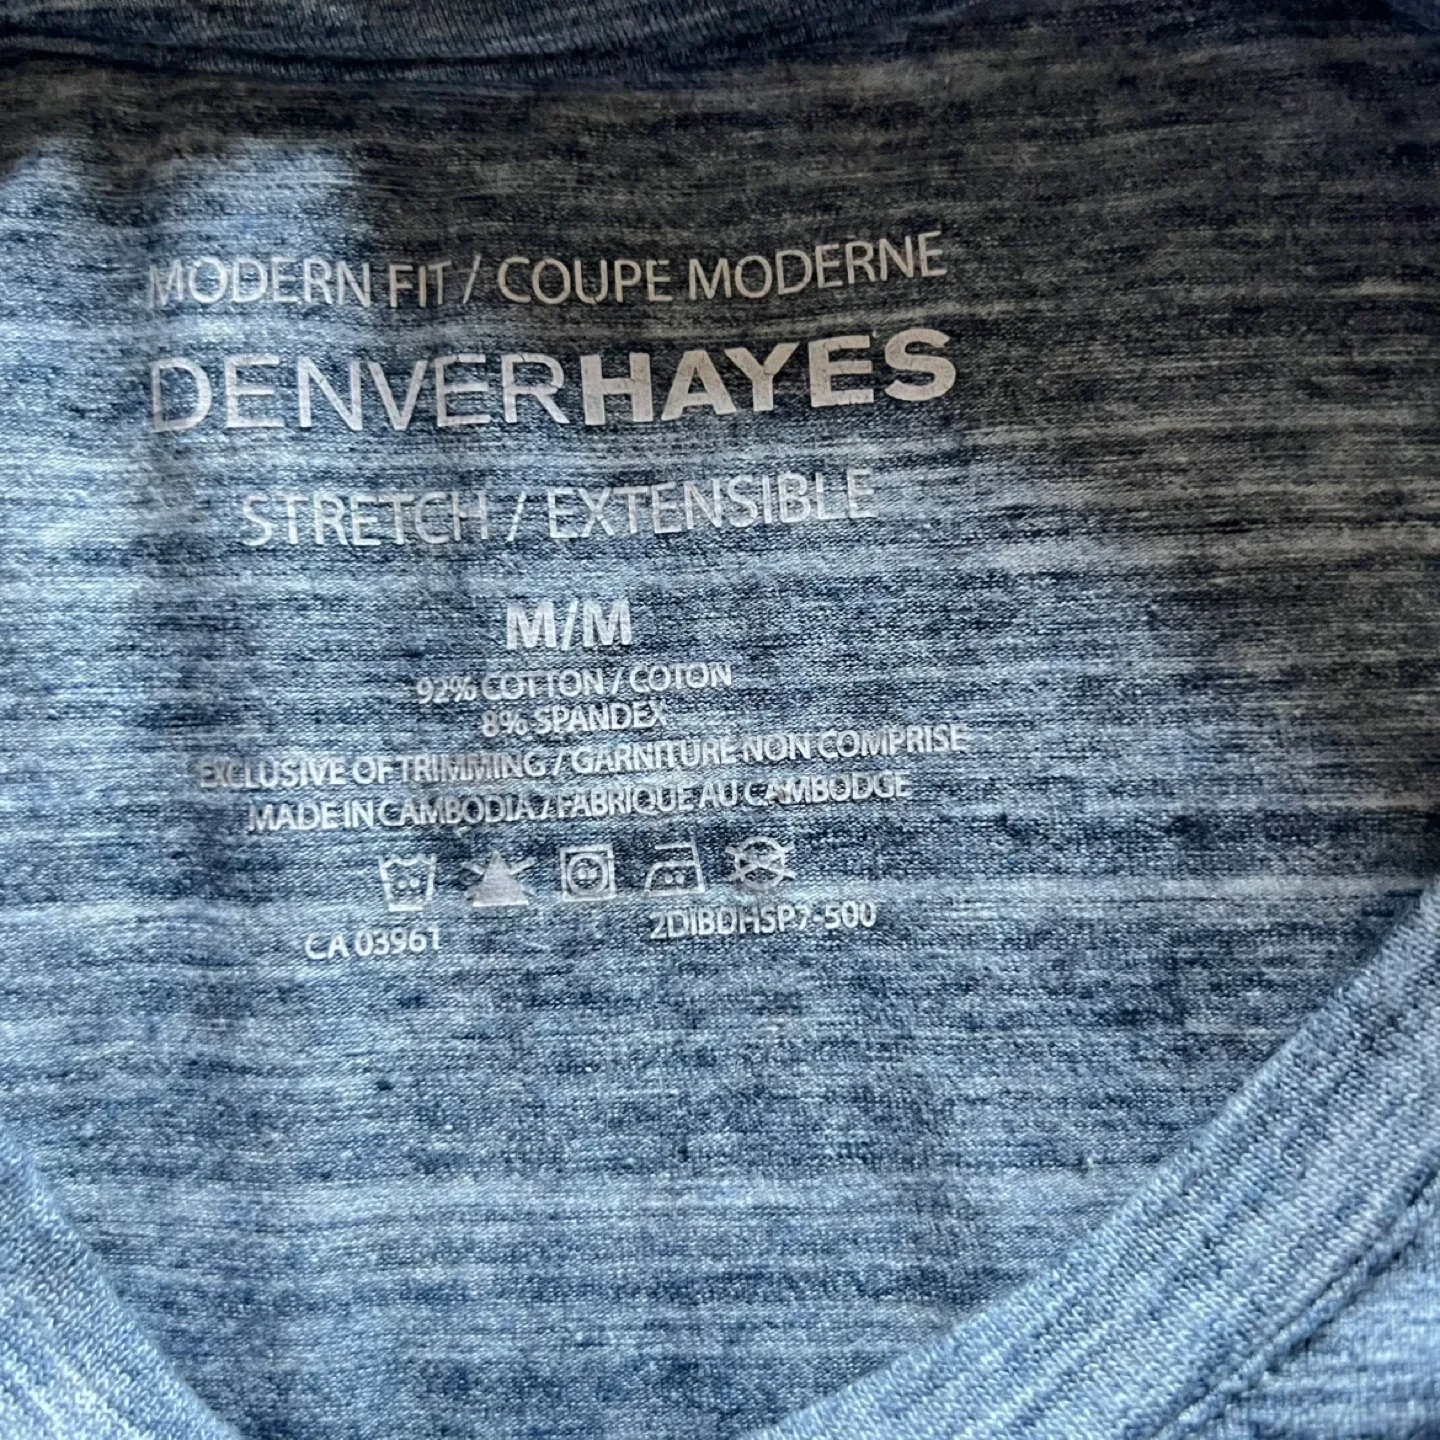 MODERN FIT / COUPE MODERNE
DENVERHAYES
STRETCH / EXTENSIBLE
M/M
92% COTTON / COTON
8% SPANDEX
EXCLUSIVE OF TRIMMING / GARNITURE NON COMPRISE
MADE IN CAMBODIA / FABRIQUE AU CAMBODGE
CA 03961 2DIBDHSP7-500